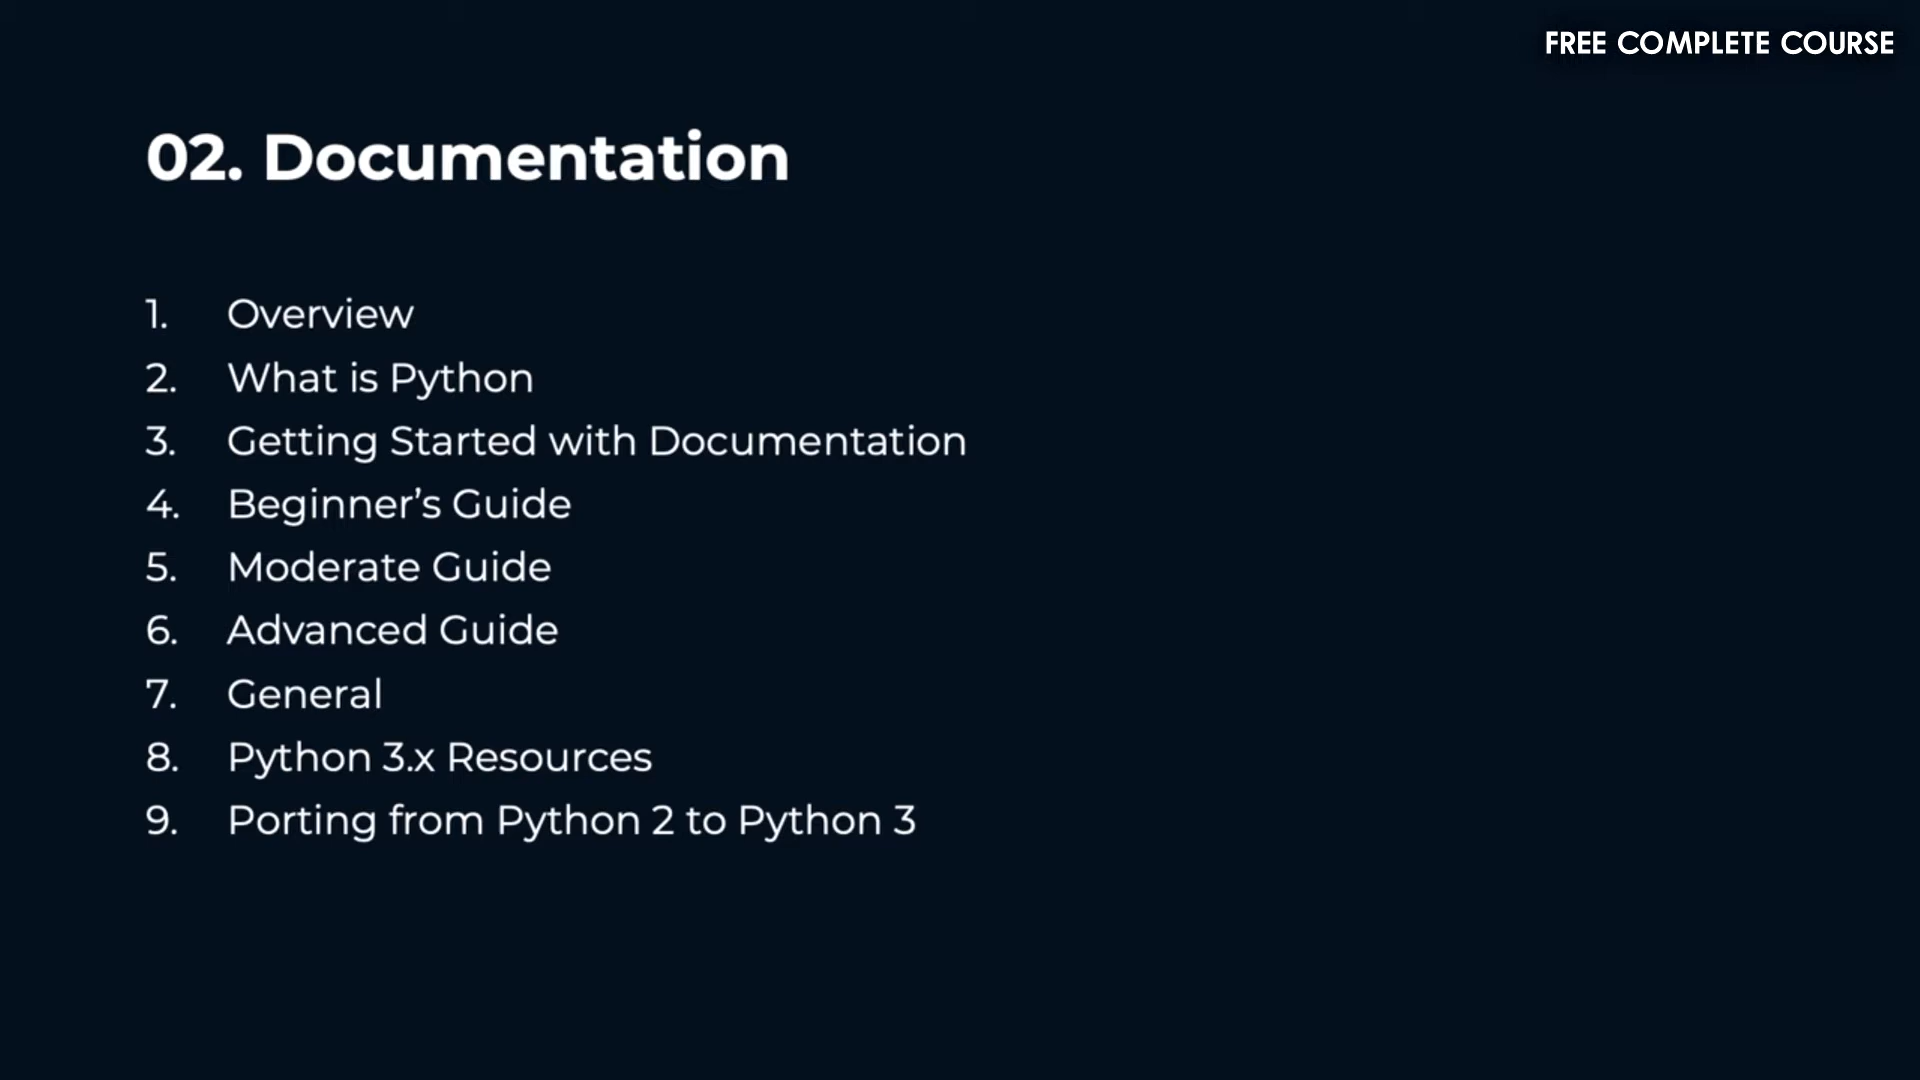 FREE COMPLETE COURSE
02. Documentation
1. Overview
2. What is Python
3. Getting Started with Documentation
4. Beginner’s Guide
5. Moderate Guide
6. Advanced Guide
7. General
8. Python 3.x Resources
9. Porting from Python 2 to Python 3